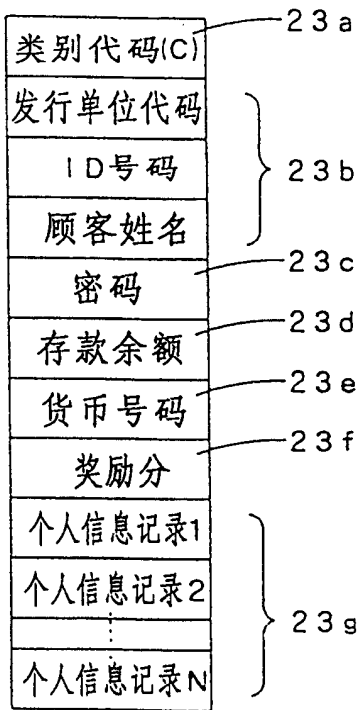 类别代码(C)
23a
发行单位代码
ID号码
23b
顾客姓名
密码
23c
存款余额
23d
货币号码
23e
奖励分
23f
个人信息记录1
个人信息记录2
23g
个人信息记录N